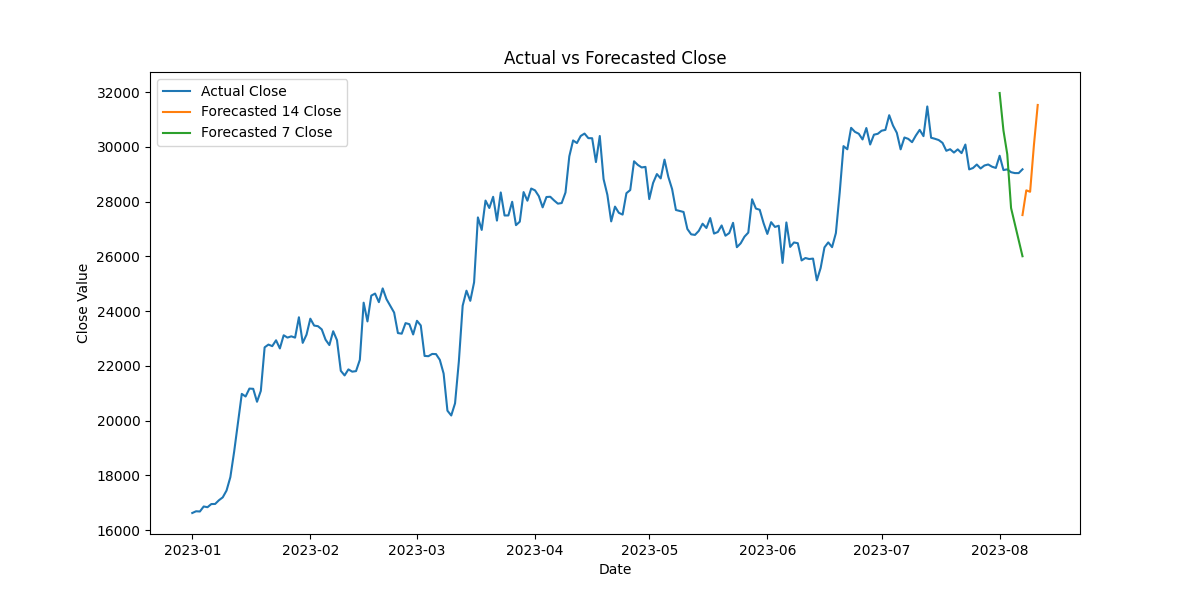 Actual vs Forecasted Close
Actual Close
Forecasted 14 Close
Forecasted 7 Close
Close Value
32000
30000
28000
26000
24000
22000
20000
18000
16000
2023-01 2023-02 2023-03 2023-04 2023-05 2023-06 2023-07 2023-08
Date